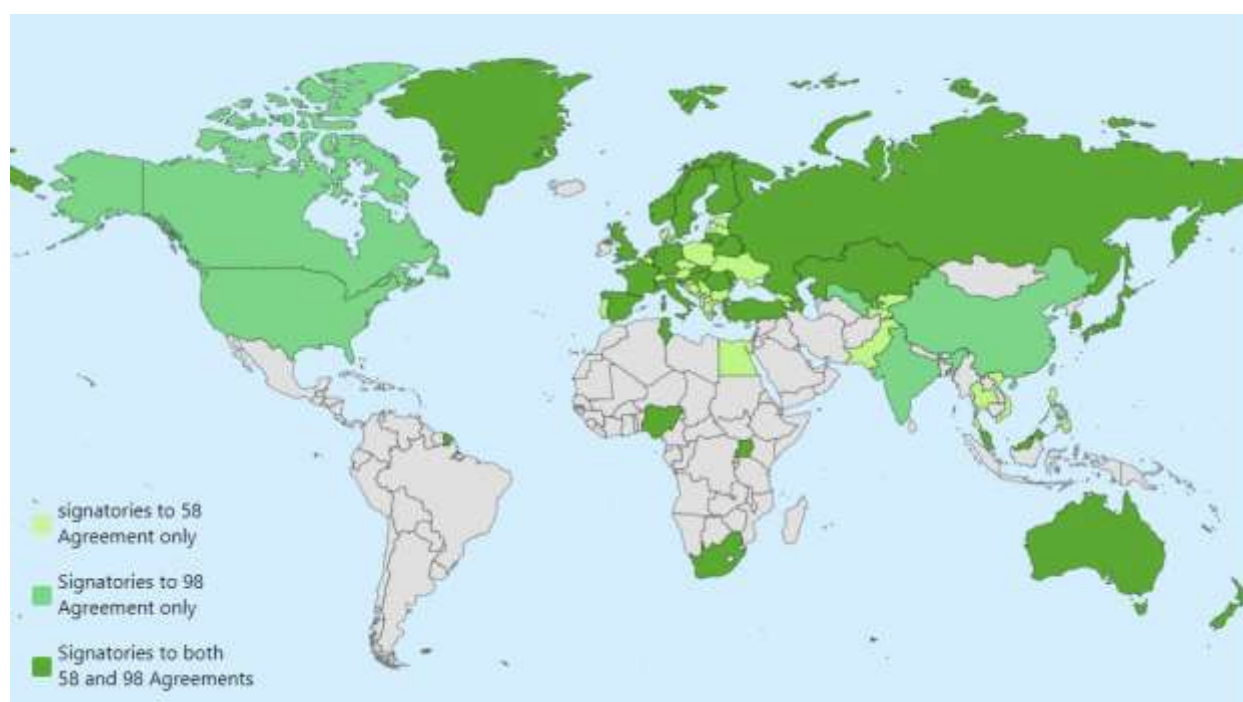 signatories to 58
Agreement only
Signatories to 98
Agreement only
Signatories to both
58 and 98 Agreements